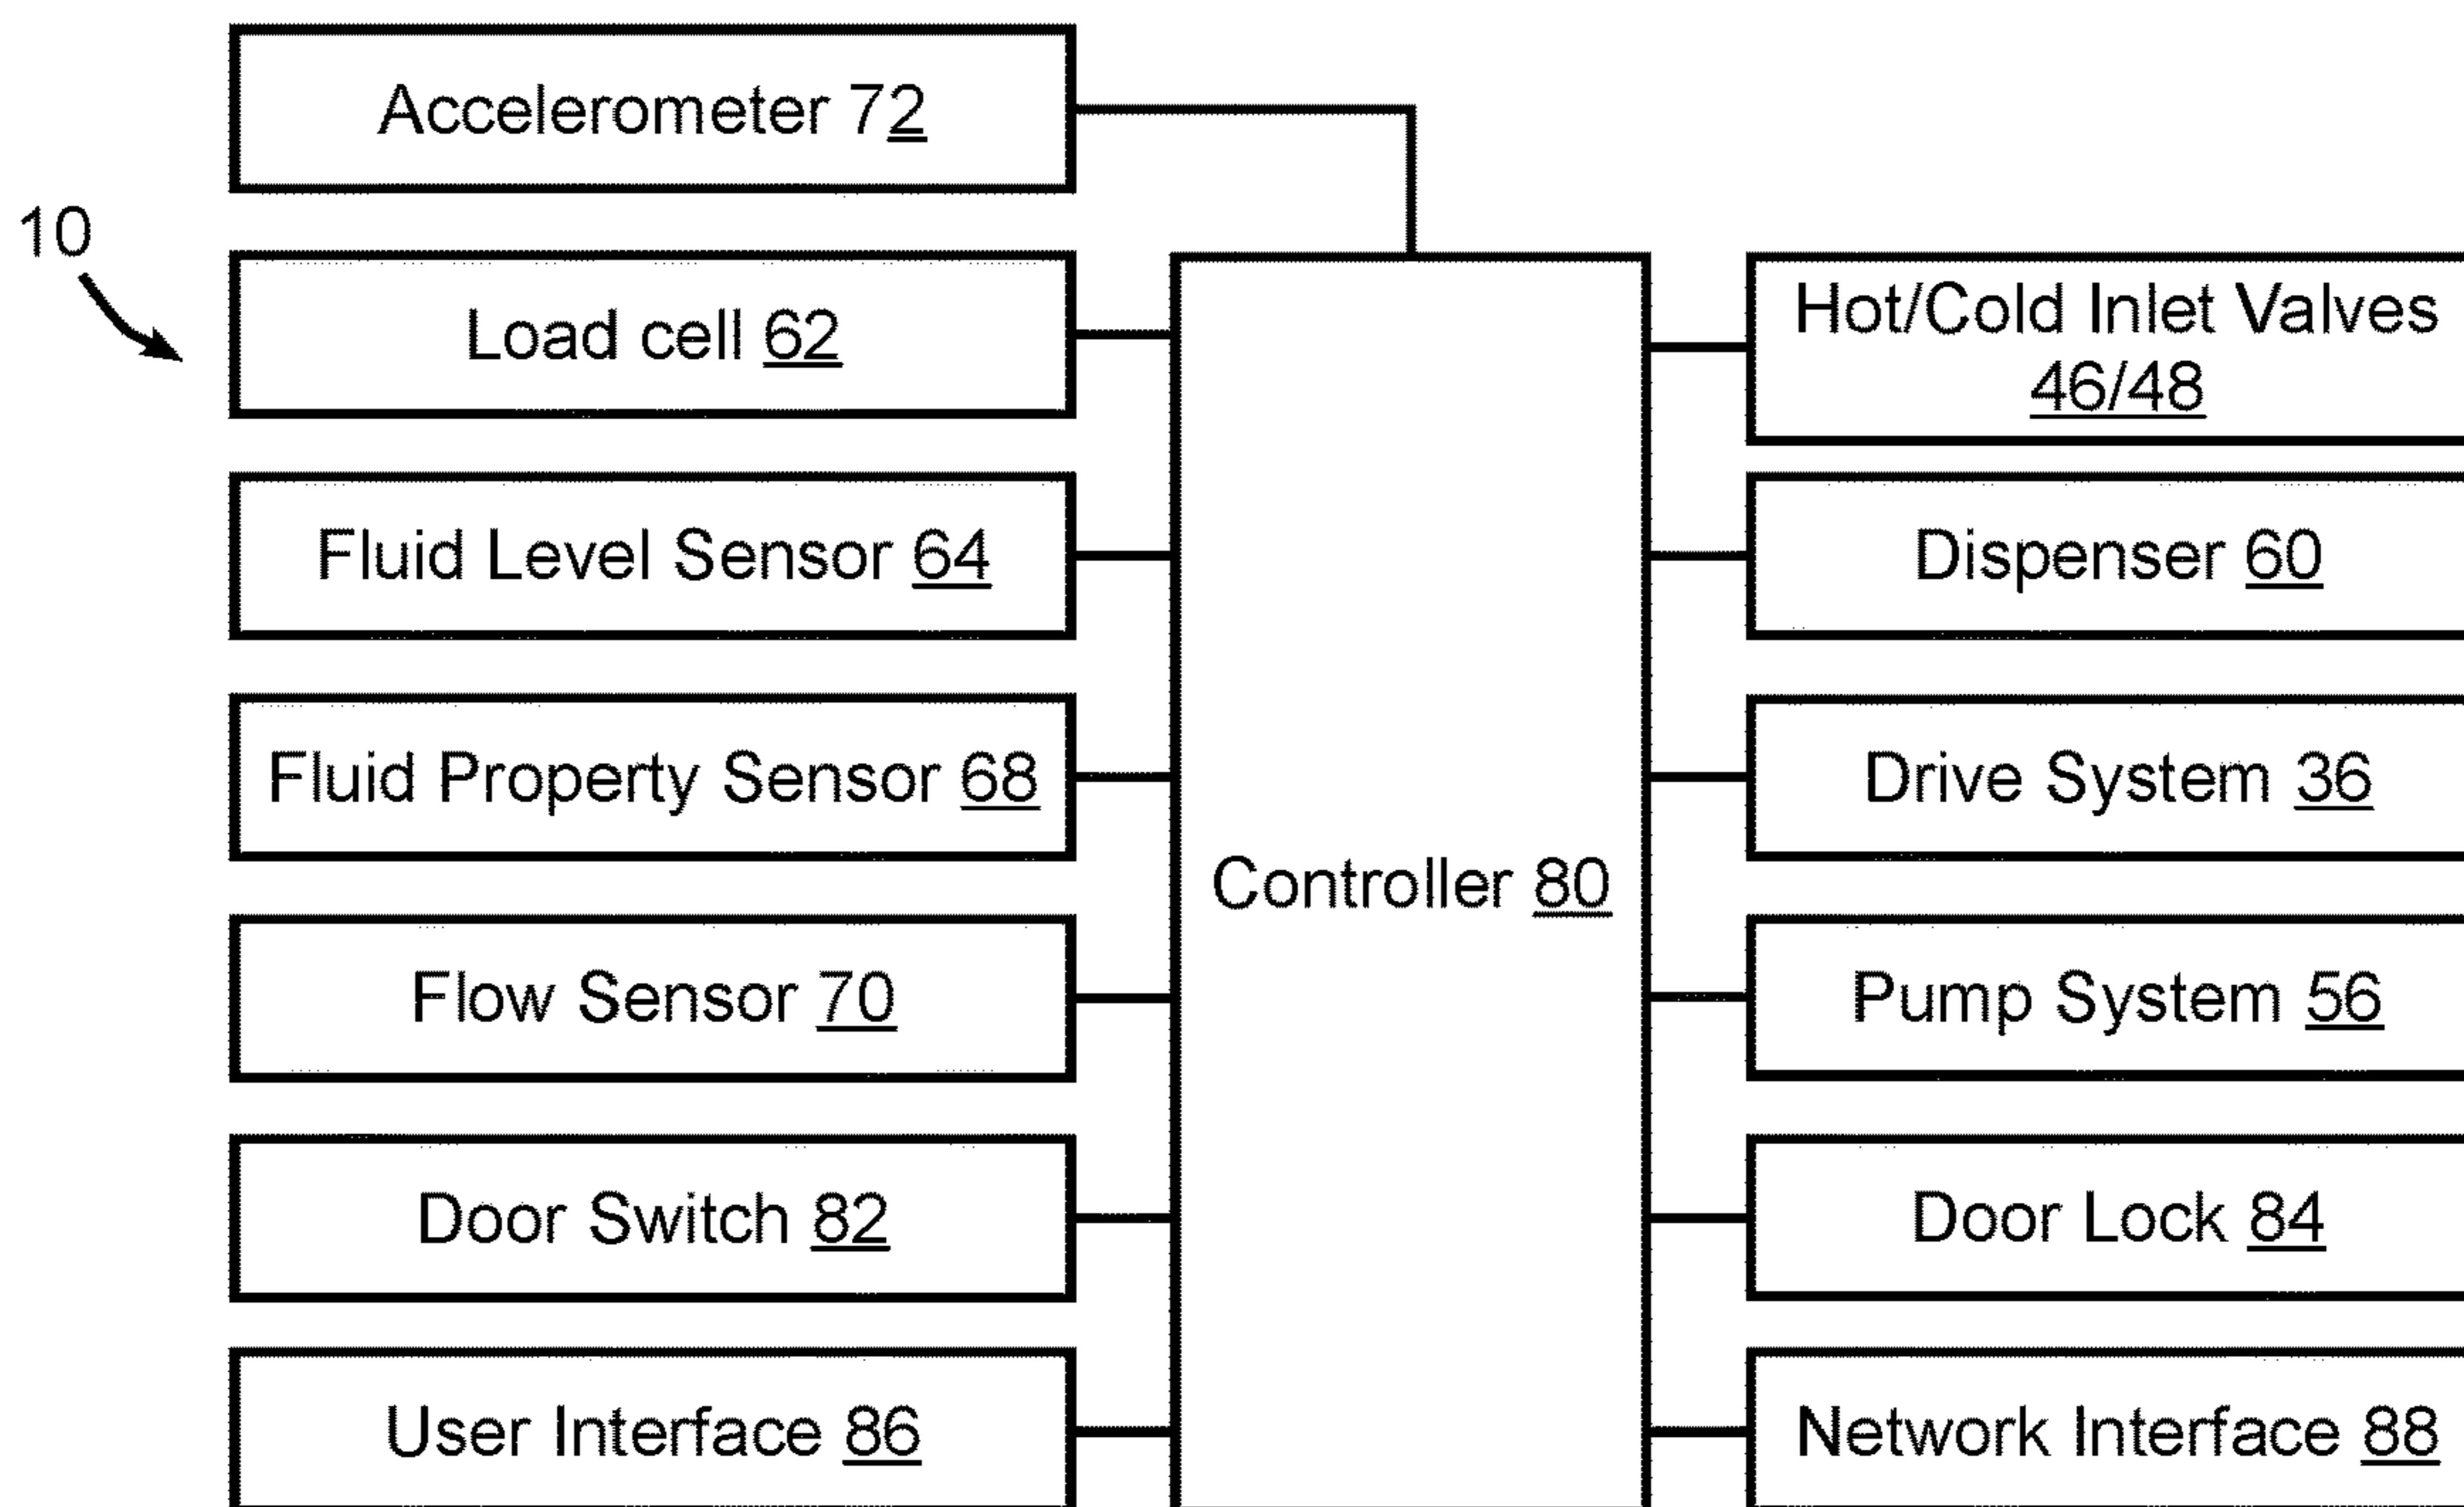 Accelerometer 72
10
Load cell 62
Hot/Cold Inlet Valves
46/48
Fluid Level Sensor 64
Dispenser 60
Fluid Property Sensor 68
Drive System 36
Controller 80
Flow Sensor 70
Pump System 56
Door Switch 82
Door Lock 84
User Interface 86
Network Interface 88